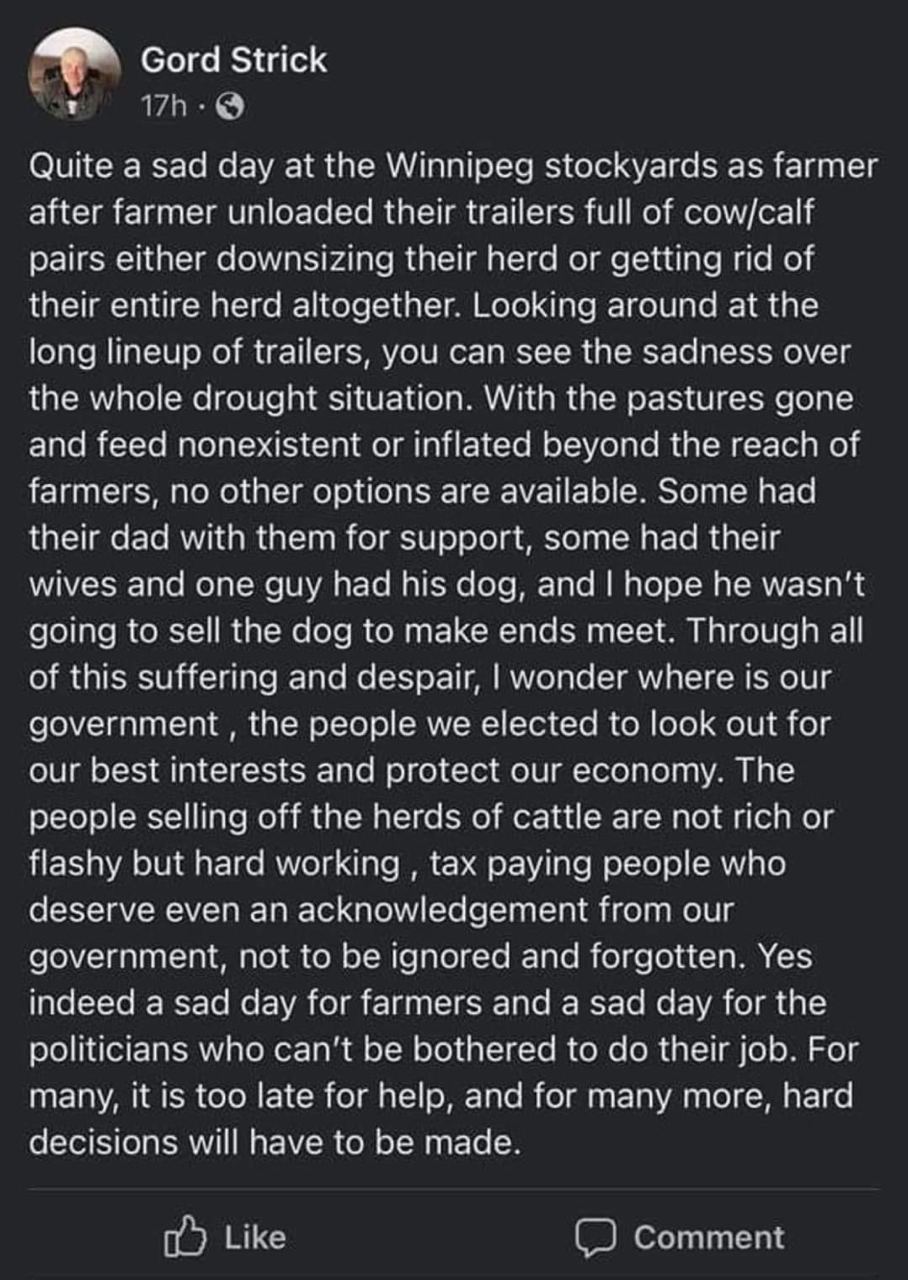 Gord Strick
17h ·
Quite a sad day at the Winnipeg stockyards as farmer
after farmer unloaded their trailers full of cow/calf
pairs either downsizing their herd or getting rid of
their entire herd altogether. Looking around at the
long lineup of trailers, you can see the sadness over
the whole drought situation. With the pastures gone
and feed nonexistent or inflated beyond the reach of
farmers, no other options are available. Some had
their dad with them for support, some had their
wives and one guy had his dog, and I hope he wasn't
going to sell the dog to make ends meet. Through all
of this suffering and despair, I wonder where is our
government , the people we elected to look out for
our best interests and protect our economy. The
people selling off the herds of cattle are not rich or
flashy but hard working , tax paying people who
deserve even an acknowledgement from our
government, not to be ignored and forgotten. Yes
indeed a sad day for farmers and a sad day for the
politicians who can't be bothered to do their job. For
many, it is too late for help, and for many more, hard
decisions will have to be made.
Like
Comment